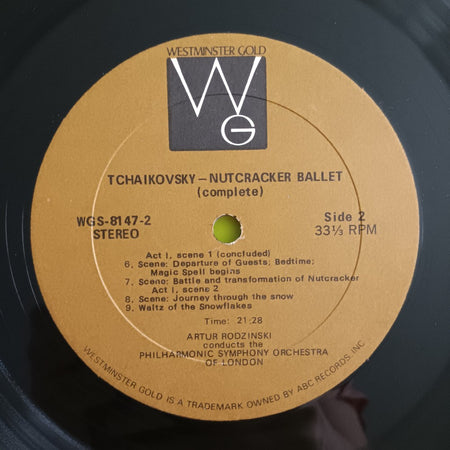 WESTMINSTER GOLD
WG
TCHAIKOVSKY – NUTCRACKER BALLET
(complete)
WGS-8147-2
STEREO
Side 2
33⅓ RPM
Act I, scene 1 (concluded)
6. Scene: Departure of Guests; Bedtime;
Magic Spell begins
7. Scene: Battle and transformation of Nutcracker
Act I, scene 2
8. Scene: Journey through the snow
9. Waltz of the Snowflakes
Time: 21:28
ARTUR RODZINSKI
conducts the
PHILHARMONIC SYMPHONY ORCHESTRA
OF LONDON
WESTMINSTER GOLD IS A TRADEMARK OWNED BY ABC RECORDS, INC.